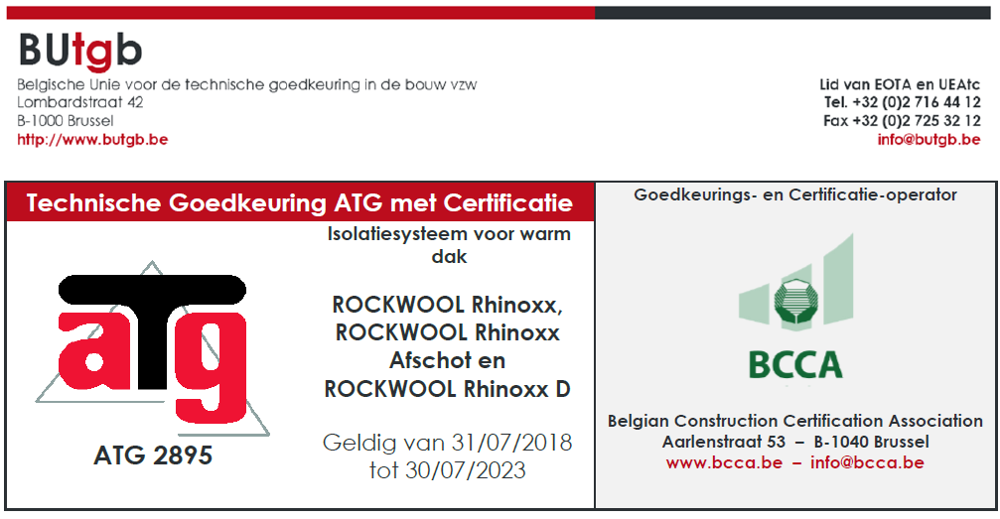 BUtgb
Belgische Unie voor de technische goedkeuring in de bouw vzw
Lombardstraat 42
B-1000 Brussel
http://www.butgb.be
Lid van EOTA en UEAtc
Tel. +32 (0)2 716 44 12
Fax +32 (0)2 725 32 12
info@butgb.be
Technische Goedkeuring ATG met Certificatie
aTg
ATG 2895
Isolatiesysteem voor warm
dak
ROCKWOOL Rhinoxx,
ROCKWOOL Rhinoxx
Afschot en
ROCKWOOL Rhinoxx D
Geldig van 31/07/2018
tot 30/07/2023
Goedkeurings- en Certificatie-operator
BCCA
Belgian Construction Certification Association
Aarlenstraat 53 – B-1040 Brussel
www.bcca.be – info@bcca.be